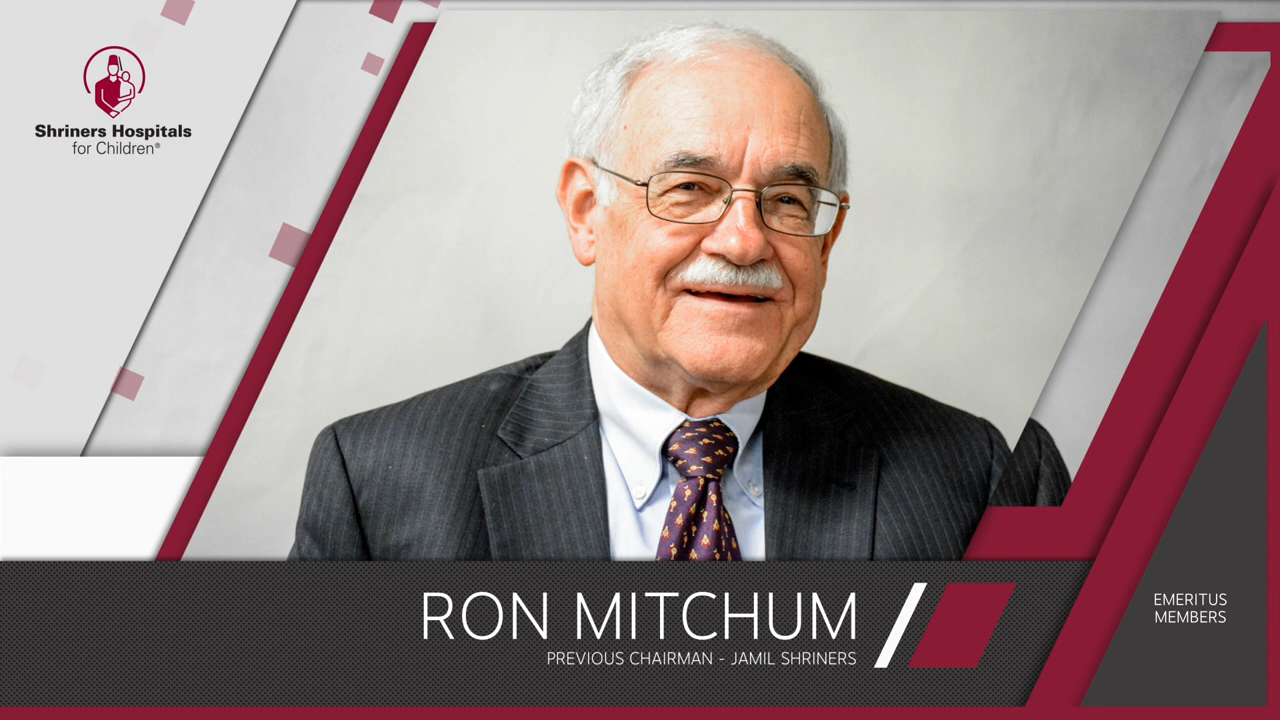 Shriners Hospitals
for Children®
RON MITCHUM
PREVIOUS CHAIRMAN - JAMIL SHRINERS
EMERITUS
MEMBERS